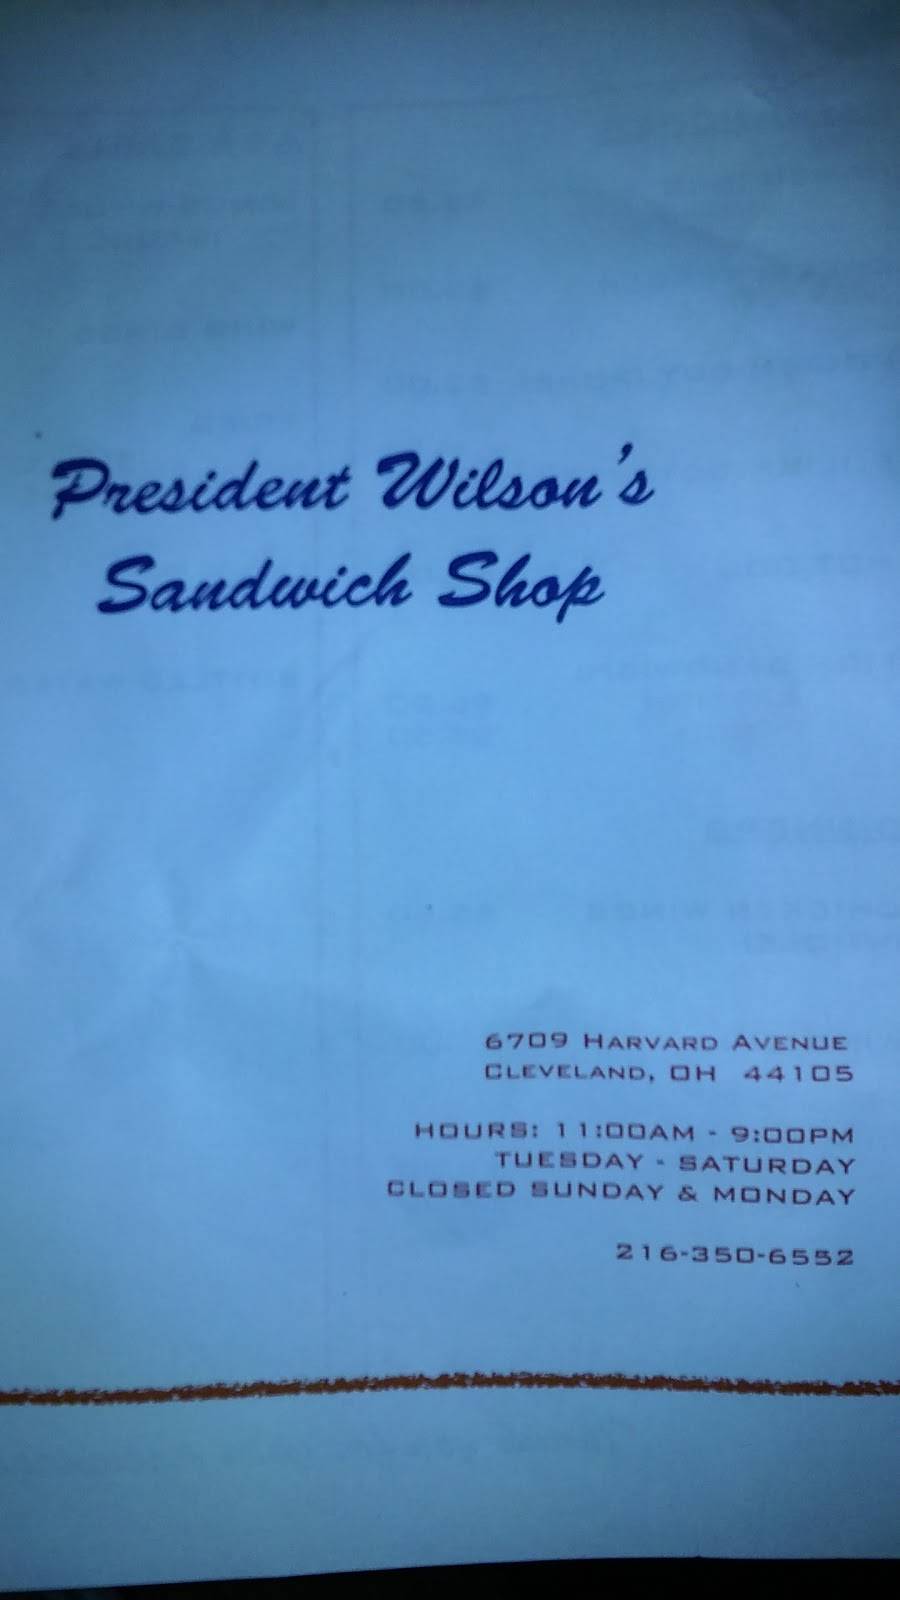 President Wilson's
Sandwich Shop
6709 Harvard Avenue
Cleveland, OH 44105
HOURS: 11:00AM - 9:00PM
TUESDAY - SATURDAY
CLOSED SUNDAY & MONDAY
216-350-6552